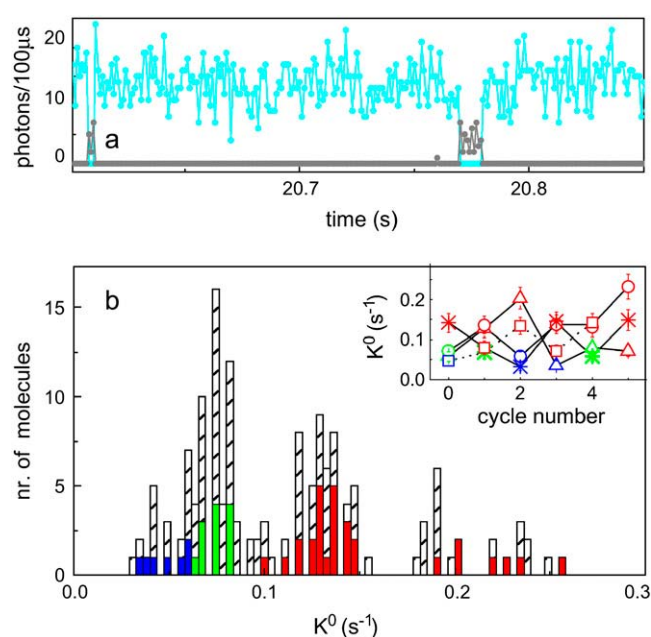 20
10
0
photons/100µs
a
20.7
20.8
time (s)
b
15
10
5
0
nr. of molecules
0.0
0.1
0.2
0.3
K⁰ (s⁻¹)
0.2
0.1
0.0
K⁰ (s⁻¹)
0
2
4
cycle number